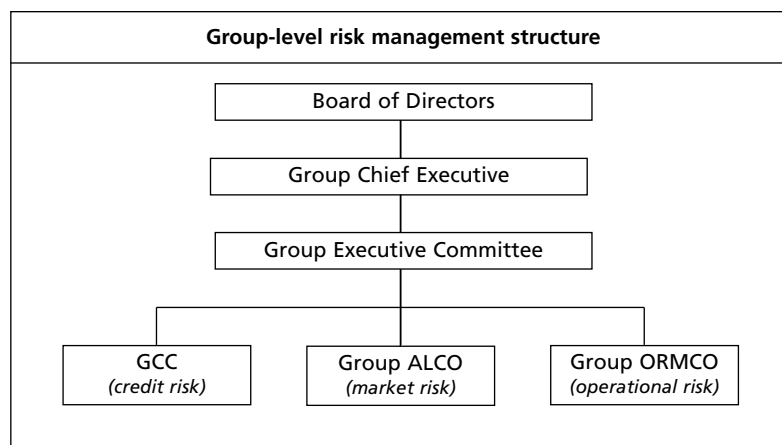 Group-level risk management structure
Board of Directors
Group Chief Executive
Group Executive Committee
GCC
(credit risk)
Group ALCO
(market risk)
Group ORMCO
(operational risk)